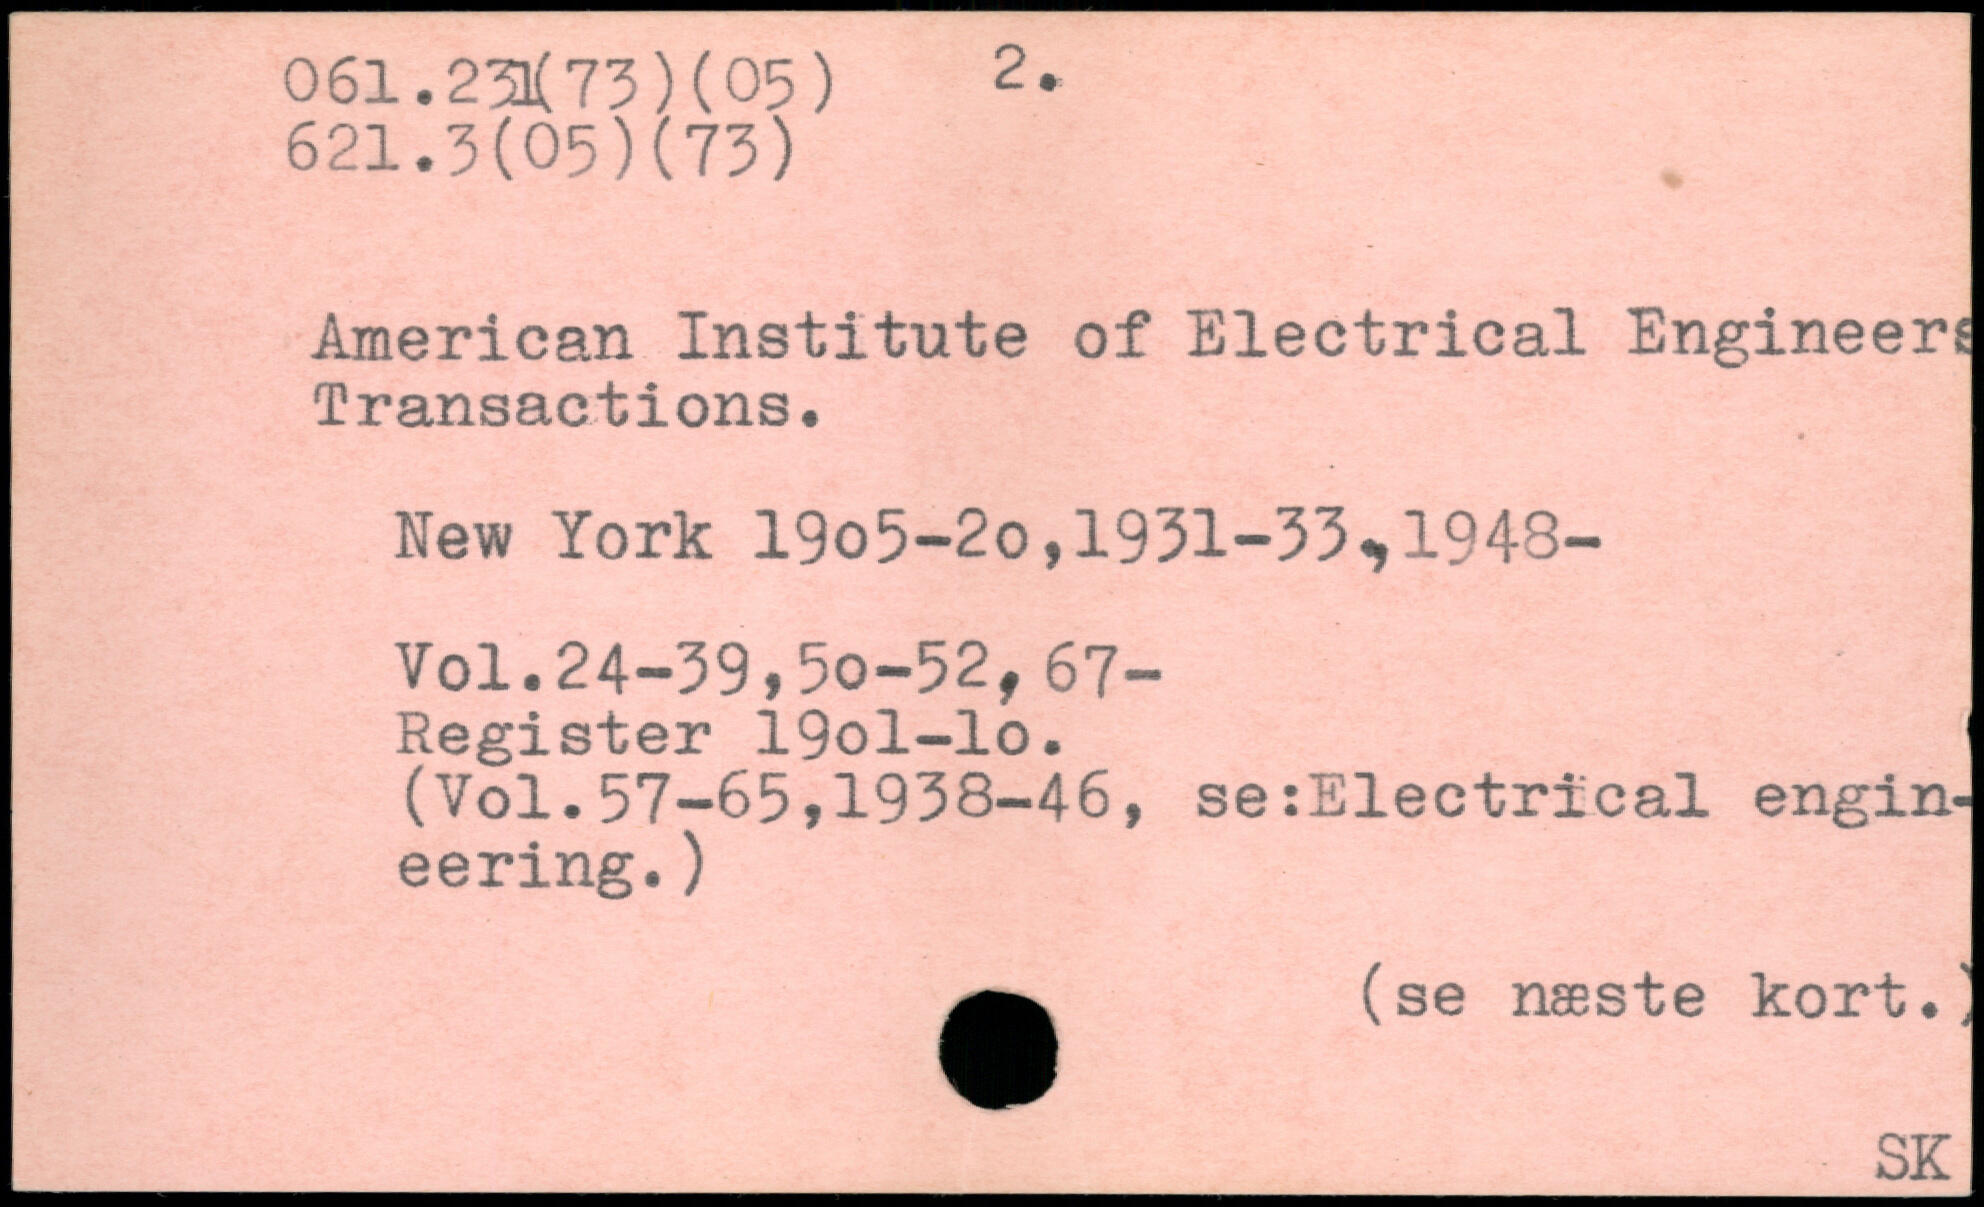 061.231(73)(05) 2.
621.3(05)(73)
American Institute of Electrical Engineers
Transactions.
New York 19o5-2o,1931-33,1948-
Vol.24-39,5o-52,67-
Register 19o1-1o.
(Vol.57-65,1938-46, se:Electrical engin-
eering.)
(se næste kort.)
SK